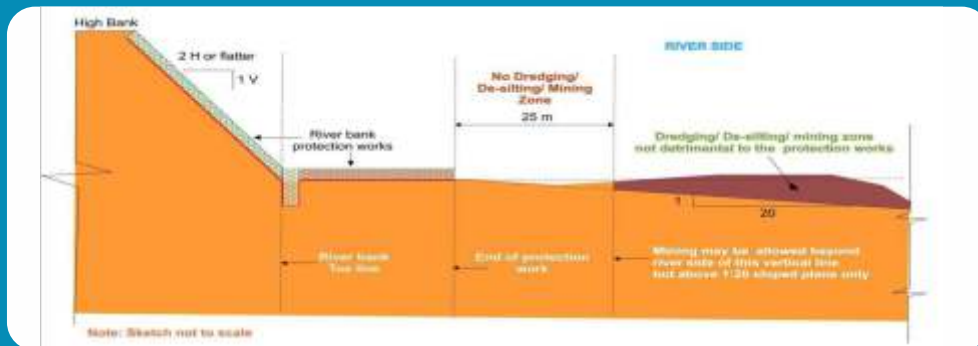 High Bank
2 H or flatter
1 V
RIVER SIDE
No Dredging/
De-silting/ Mining
Zone
25 m
River bank
protection works
Dredging/ De-silting/ mining zone
not detrimental to the protection works
1
20
River bank
Toe line
End of protection
work
Mining may be allowed beyond
river side of this vertical line
but above 1:20 sloped plane only
Note: Sketch not to scale